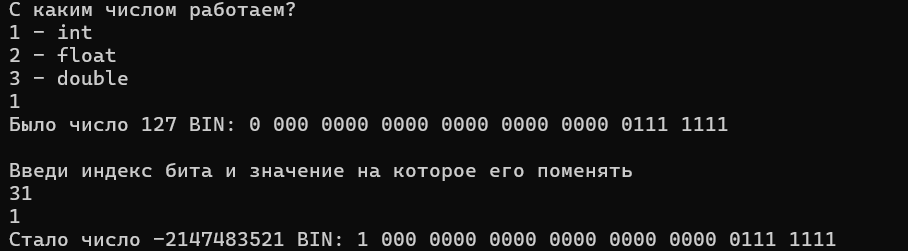 С каким числом работаем?
1 - int
2 - float
3 - double
1
Было число 127 BIN: 0 000 0000 0000 0000 0000 0000 0111 1111
Введи индекс бита и значение на которое его поменять
31
1
Стало число -2147483521 BIN: 1 000 0000 0000 0000 0000 0000 0111 1111